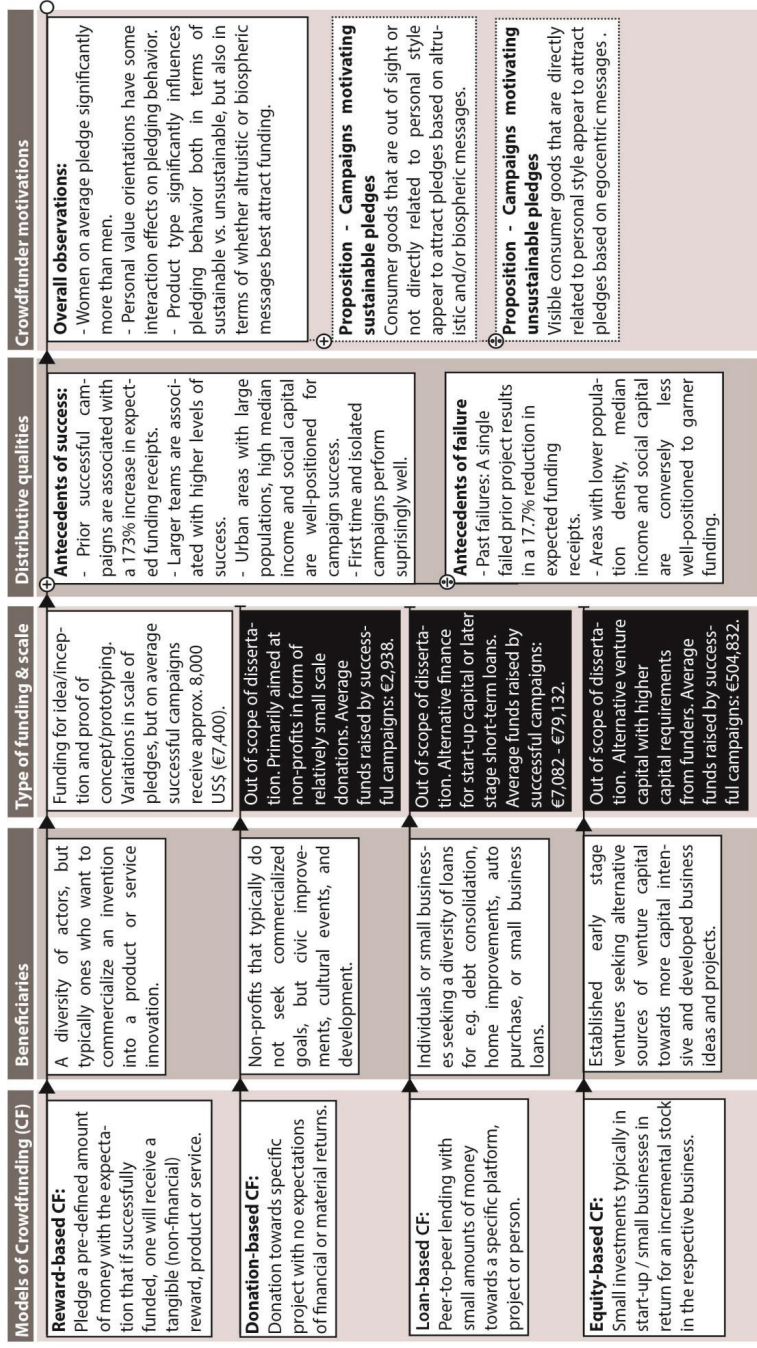 Models of Crowdfunding (CF)
Reward-based CF:
Pledge a pre-defined amount
of money with the expecta-
tion that if successfully
funded, one will receive a
tangible (non-financial)
reward, product or service.
Donation-based CF:
Donation towards specific
project with no expectations
of financial or material returns.
Loan-based CF:
Peer-to-peer lending with
small amounts of money
towards a specific platform,
project or person.
Equity-based CF:
Small investments typically in
start-up / small businesses in
return for an incremental stock
in the respective business.
Beneficiaries
A diversity of actors, but
typically ones who want to
commercialize an invention
into a product or service
innovation.
Non-profits that typically do
not seek commercialized
goals, but civic improve-
ments, cultural events, and
development.
Individuals or small business-
es seeking a diversity of loans
for e.g. debt consolidation,
home improvements, auto
purchase, or small business
loans.
Established early stage
ventures seeking alternative
sources of venture capital
towards more capital inten-
sive and developed business
ideas and projects.
Type of funding & scale
Funding for idea/incep-
tion and proof of
concept/prototyping.
Variations in scale of
pledges, but on average
successful campaigns
receive approx. 8,000
US$ (€7,400).
Out of scope of disserta-
tion. Primarily aimed at
non-profits in form of
relatively small scale
donations. Average
funds raised by success-
ful campaigns: €2,938.
Out of scope of disserta-
tion. Alternative finance
for start-up capital or later
stage short-term loans.
Average funds raised by
successful campaigns:
€7,082 - €79,132.
Out of scope of disserta-
tion. Alternative venture
capital with higher
capital requirements
from funders. Average
funds raised by success-
ful campaigns: €504,832.
Distributive qualities
Antecedents of success:
- Prior successful cam-
paigns are associated with
a 173% increase in expect-
ed funding receipts.
- Larger teams are associ-
ated with higher levels of
success.
- Urban areas with large
populations, high median
income and social capital
are well-positioned for
campaign success.
- First time and isolated
campaigns perform
suprisingly well.
Antecedents of failure
- Past failures: A single
failed prior project results
in a 17.7% reduction in
expected funding
receipts.
- Areas with lower popula-
tion density, median
income and social capital
are conversely less
well-positioned to garner
funding.
Crowdfunder motivations
Overall observations:
- Women on average pledge significantly
more than men.
- Personal value orientations have some
interaction effects on pledging behavior.
- Product type significantly influences
pledging behavior both in terms of
sustainable vs. unsustainable, but also in
terms of whether altruistic or biospheric
messages best attract funding.
Proposition - Campaigns motivating
sustainable pledges
Consumer goods that are out of sight or
not directly related to personal style
appear to attract pledges based on altru-
istic and/or biospheric messages.
Proposition - Campaigns motivating
unsustainable pledges
Visible consumer goods that are directly
related to personal style appear to attract
pledges based on egocentric messages .